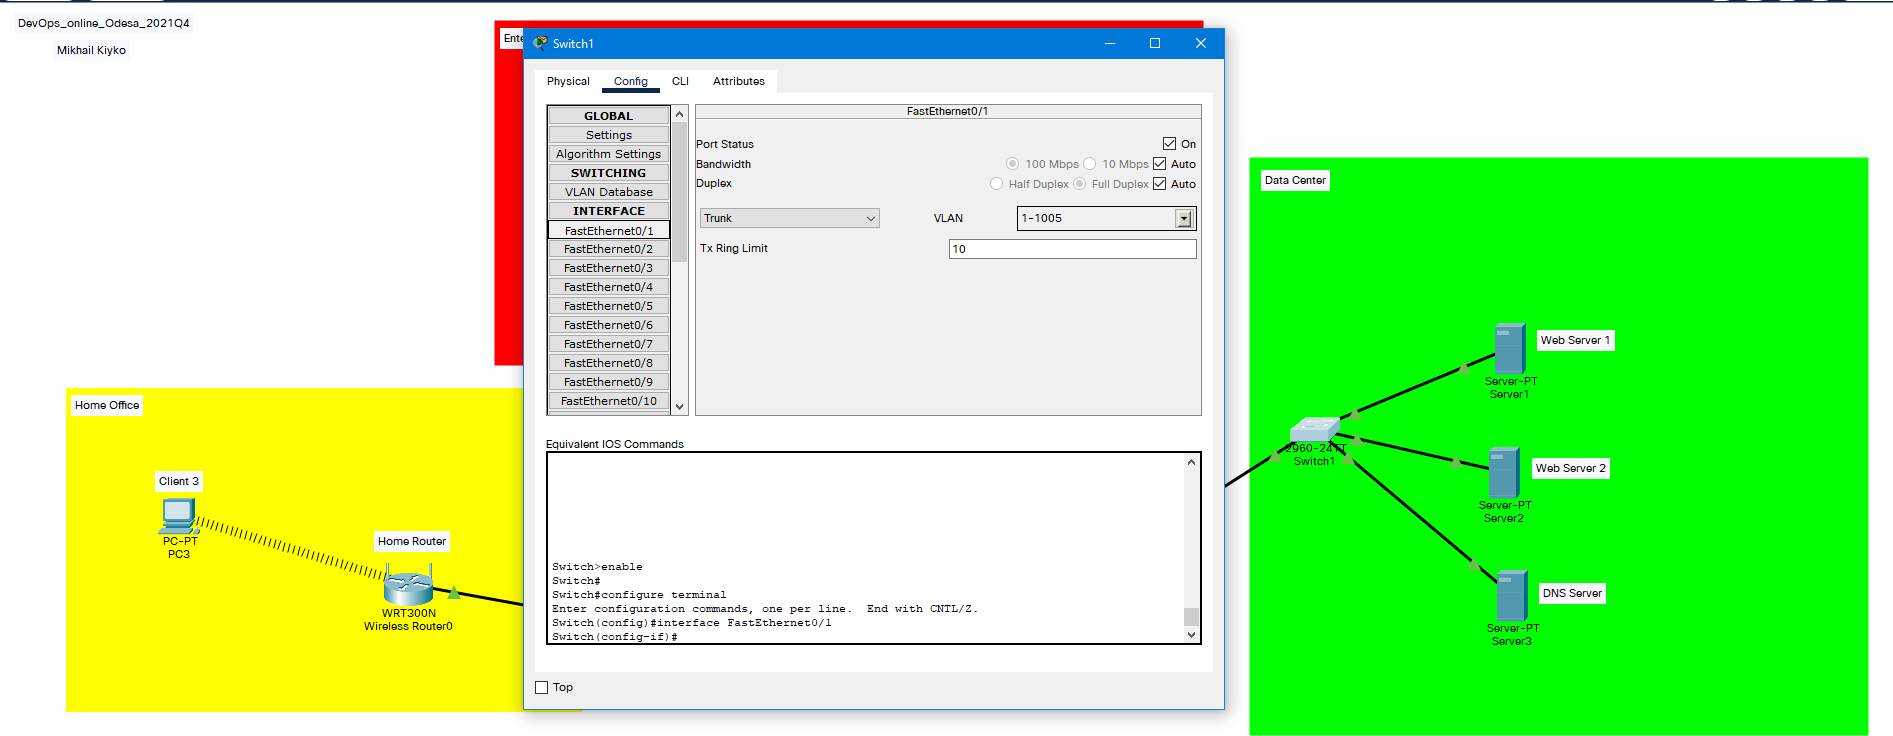 DevOps_online_Odesa_2021Q4
Mikhail Kiyko
Ente
Switch1
Physical Config CLI Attributes
GLOBAL
Settings
Algorithm Settings
SWITCHING
VLAN Database
INTERFACE
FastEthernet0/1
FastEthernet0/2
FastEthernet0/3
FastEthernet0/4
FastEthernet0/5
FastEthernet0/6
FastEthernet0/7
FastEthernet0/8
FastEthernet0/9
FastEthernet0/10
FastEthernet0/1
Port Status On
Bandwidth 100 Mbps 10 Mbps Auto
Duplex Half Duplex Full Duplex Auto
Trunk VLAN 1-1005
Tx Ring Limit 10
Equivalent IOS Commands
Switch>enable
Switch#
Switch#configure terminal
Enter configuration commands, one per line. End with CNTL/Z.
Switch(config)#interface FastEthernet0/1
Switch(config-if)#
Top
Home Office
Client 3
PC-PT
PC3
Home Router
WRT300N
Wireless Router0
Data Center
Web Server 1
Server-PT
Server1
2960-24TT
Switch1
Web Server 2
Server-PT
Server2
DNS Server
Server-PT
Server3